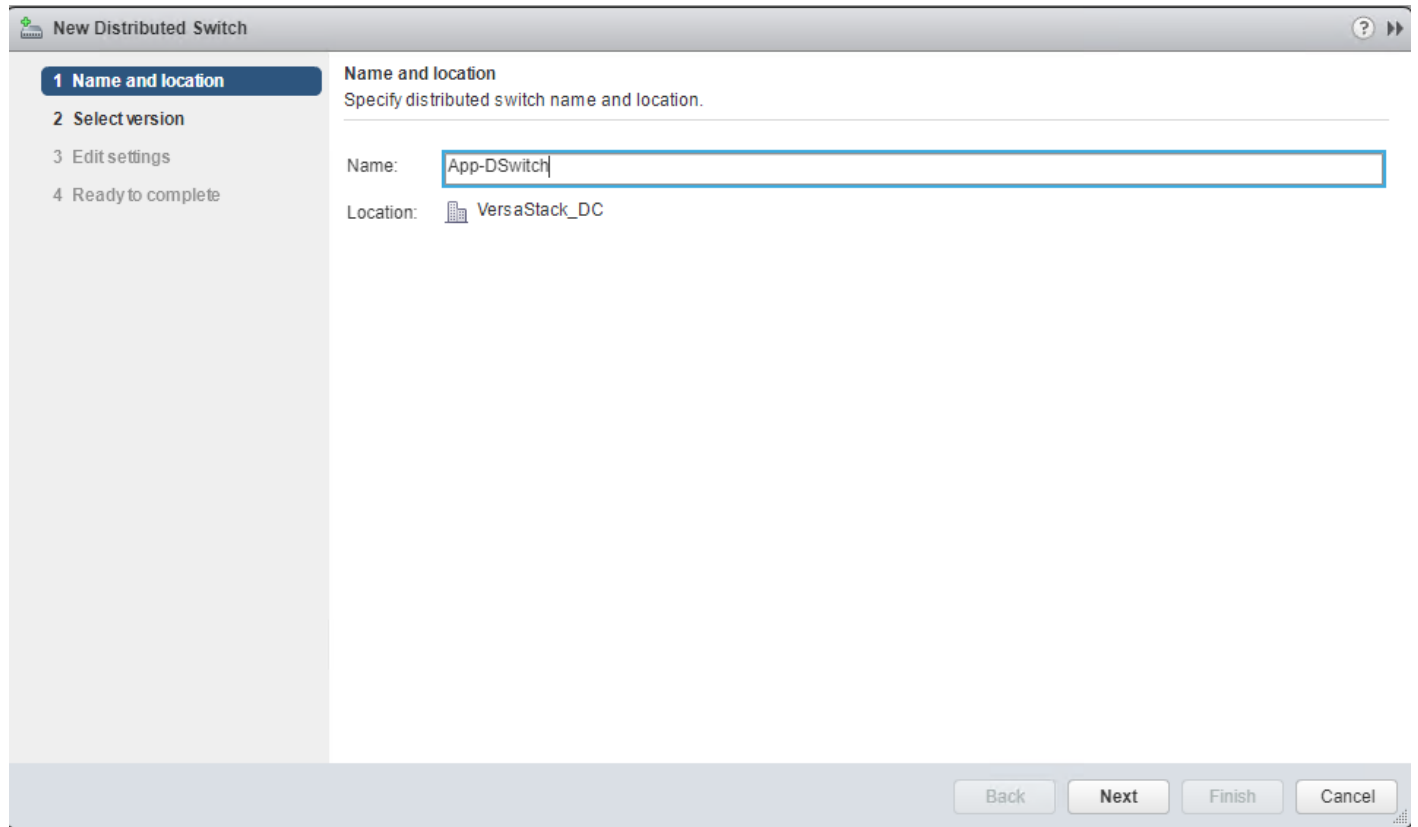 New Distributed Switch
?
1 Name and location
2 Select version
3 Edit settings
4 Ready to complete
Name and location
Specify distributed switch name and location.
Name: App-DSwitch
Location: VersaStack_DC
Back Next Finish Cancel